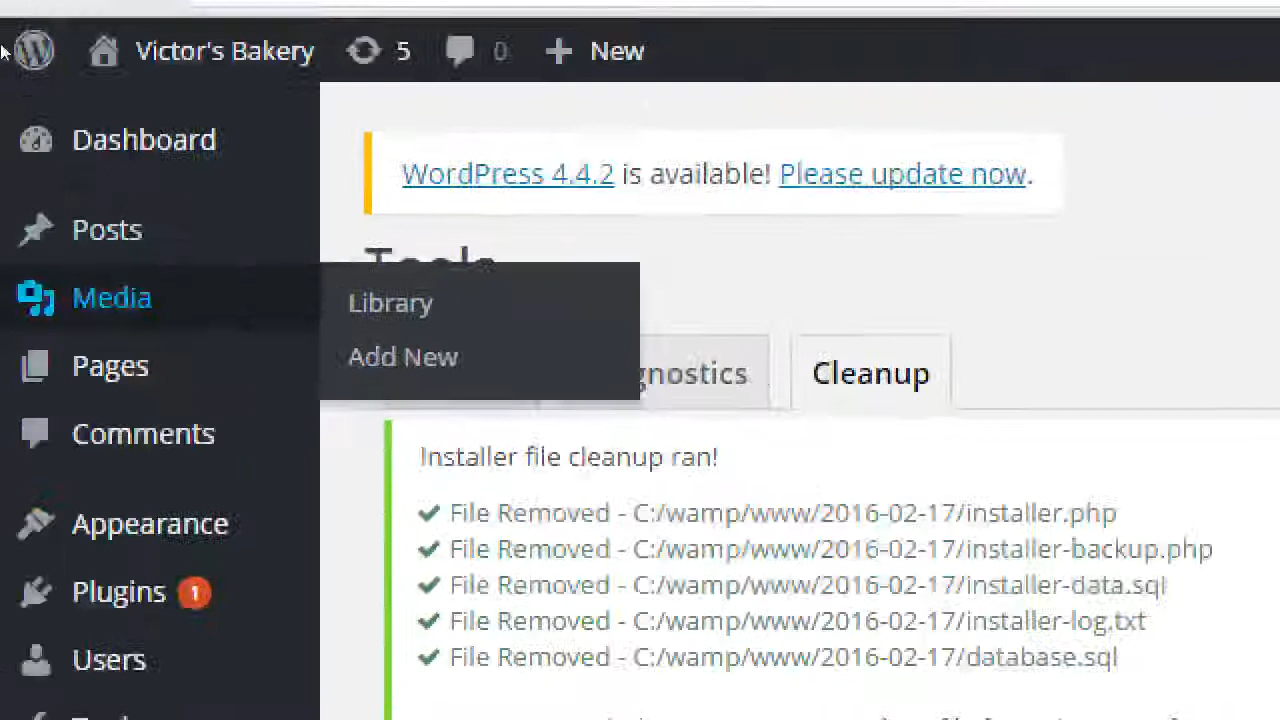 Victor's Bakery 5 0 New
Dashboard
WordPress 4.4.2 is available! Please update now.
Posts
Tools
Media
Library
Add New
Pages
gnostics
Cleanup
Comments
Installer file cleanup ran!
File Removed - C:/wamp/www/2016-02-17/installer.php
Appearance
File Removed - C:/wamp/www/2016-02-17/installer-backup.php
File Removed - C:/wamp/www/2016-02-17/installer-data.sql
Plugins 1
File Removed - C:/wamp/www/2016-02-17/installer-log.txt
Users
File Removed - C:/wamp/www/2016-02-17/database.sql